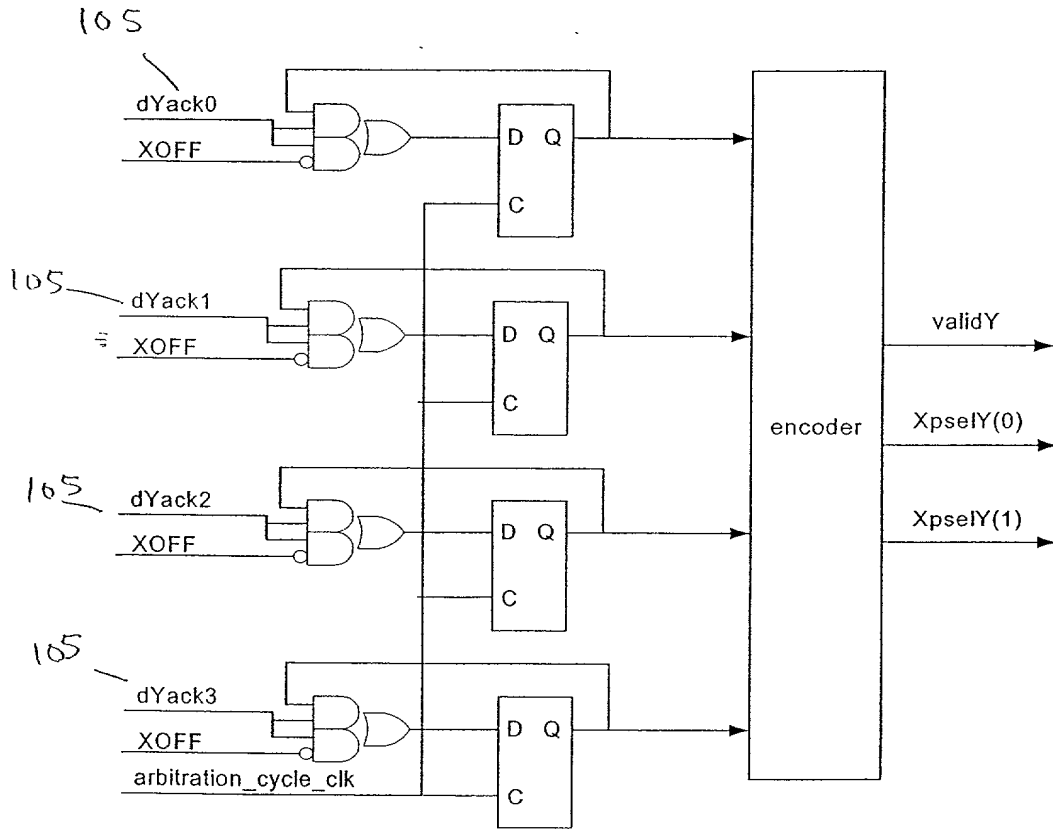 105
dYack0
XOFF
D Q
C
105
dYack1
XOFF
D Q
C
validY
XpselY(0)
encoder
105
dYack2
XOFF
D Q
C
XpselY(1)
105
dYack3
XOFF
D Q
arbitration_cycle_clk
C